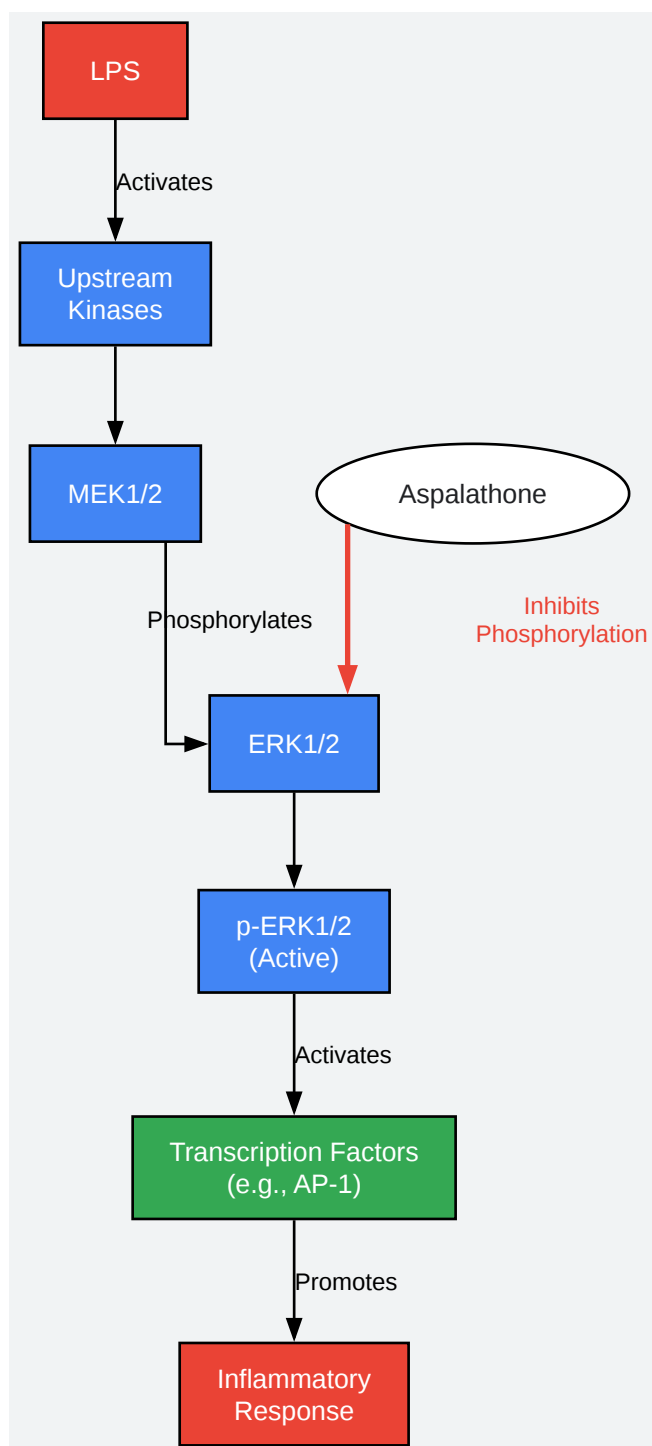 LPS
Activates
Upstream
Kinases
MEK1/2
Aspalathone
Phosphorylates
Inhibits
Phosphorylation
ERK1/2
p-ERK1/2
(Active)
Activates
Transcription Factors
(e.g., AP-1)
Promotes
Inflammatory
Response